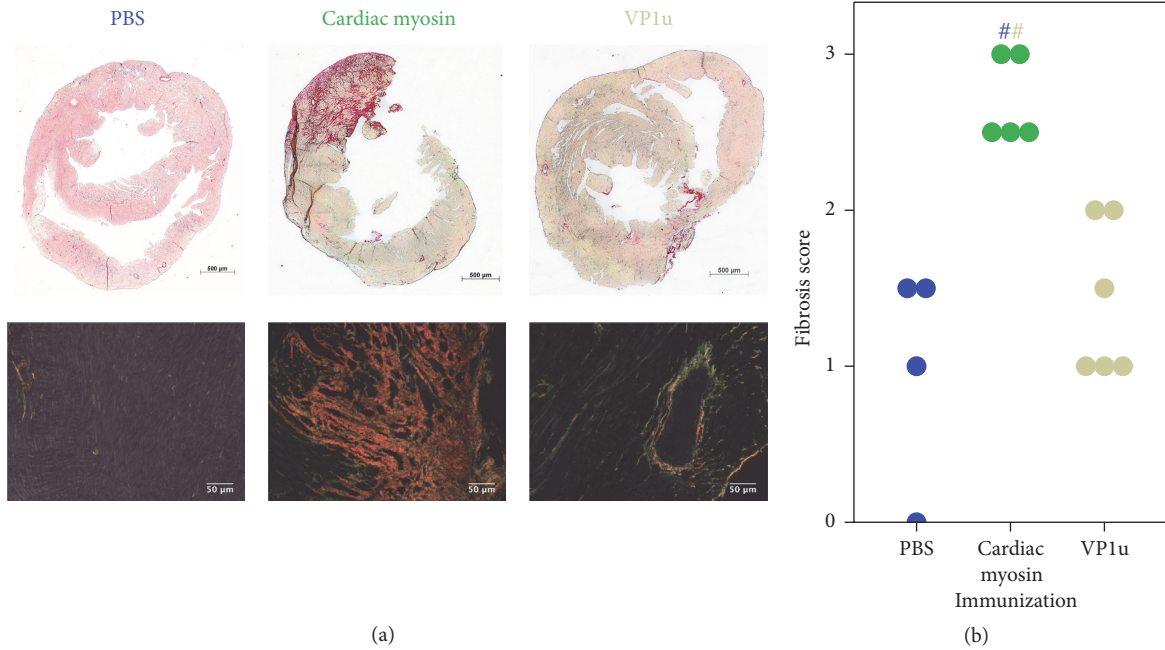 PBS
Cardiac myosin
VP1u
500 μm
500 μm
500 μm
50 μm
50 μm
50 μm
(a)
##
3
2
1
0
Fibrosis score
PBS
Cardiac
myosin
VP1u
Immunization
(b)